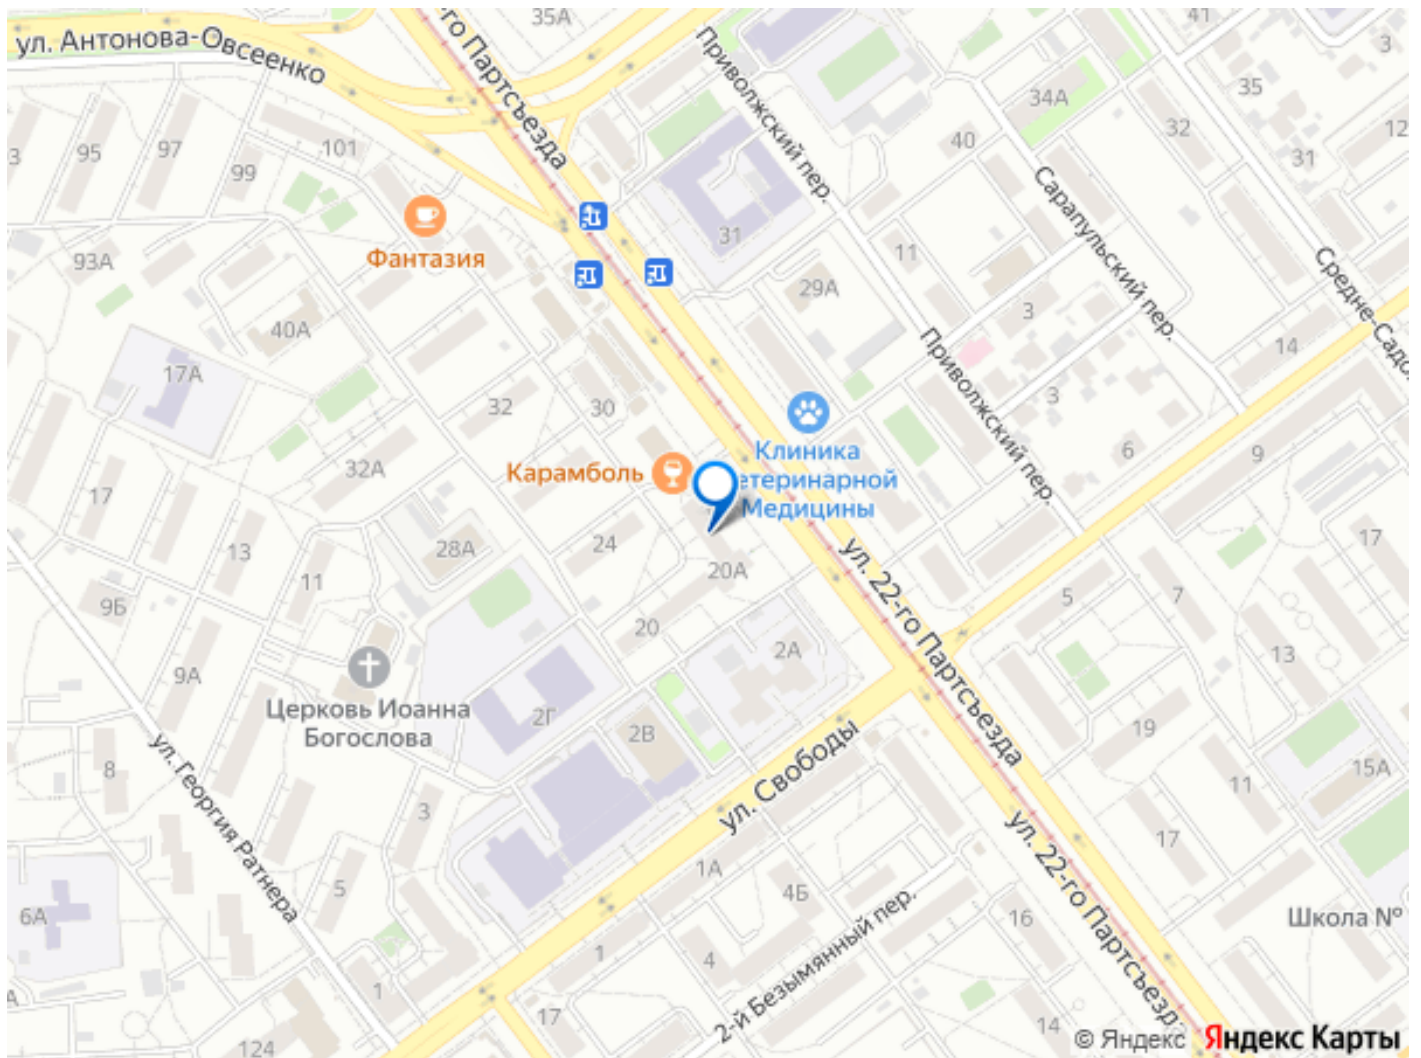 35А
41
3
ул. Антонова-Овсеенко
-го Партсъезда
Приволжский пер.
35
34А
12
32
3
95
97
101
40
31
99
Сарапульский пер.
31
11
Фантазия
93А
Средне-Садо
29А
3
40А
Приволжский пер.
14
17А
3
32
30
Клиника
етеринарной
Медицины
6
9
Карамболь
32А
17
17
24
28А
13
ул. 22-го Партсъезда
11
20А
5
7
9Б
20
2А
13
9А
Церковь Иоанна
Богослова
2Г
2В
19
ул. Свободы
8
15А
11
ул. Георгия Ратнера
3
17
ул. 22-го Партсъезд
1А
5
4Б
6А
2-й Безымянный пер.
16
Школа №
1
4
1
А
17
14
124
© Яндекс Яндекс Карты